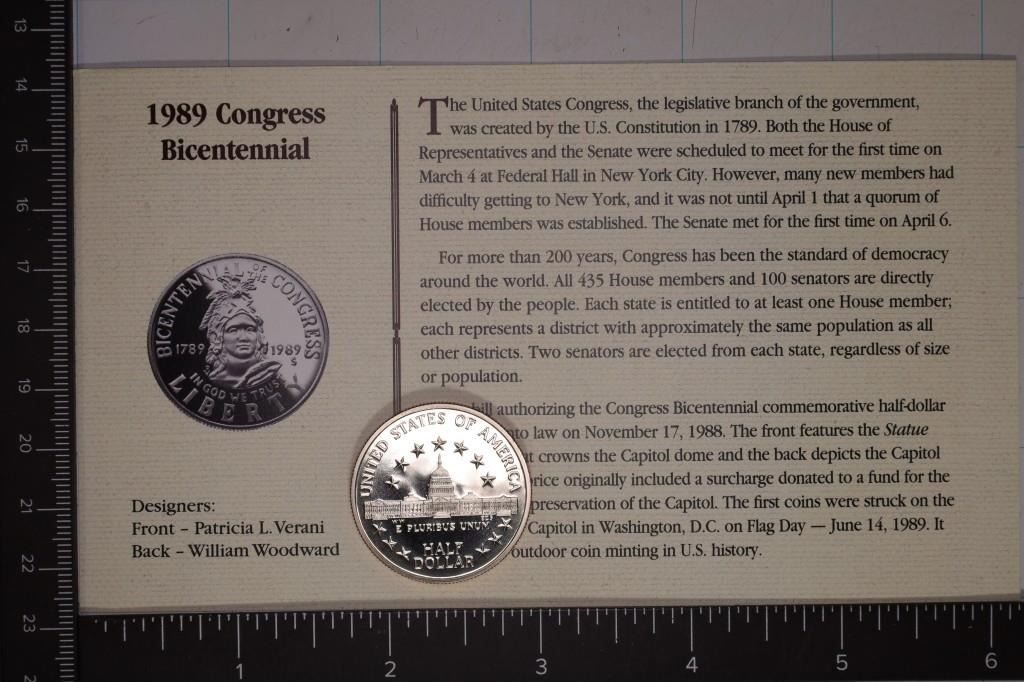 1989 Congress
Bicentennial
BICENTENNIAL OF THE CONGRESS
1789 1989
S
IN GOD WE TRUST
LIBERTY
Designers:
Front – Patricia L. Verani
Back – William Woodward
The United States Congress, the legislative branch of the government,
was created by the U.S. Constitution in 1789. Both the House of
Representatives and the Senate were scheduled to meet for the first time on
March 4 at Federal Hall in New York City. However, many new members had
difficulty getting to New York, and it was not until April 1 that a quorum of
House members was established. The Senate met for the first time on April 6.
For more than 200 years, Congress has been the standard of democracy
around the world. All 435 House members and 100 senators are directly
elected by the people. Each state is entitled to at least one House member;
each represents a district with approximately the same population as all
other districts. Two senators are elected from each state, regardless of size
or population.
bill authorizing the Congress Bicentennial commemorative half-dollar
into law on November 17, 1988. The front features the Statue
t crowns the Capitol dome and the back depicts the Capitol
price originally included a surcharge donated to a fund for the
preservation of the Capitol. The first coins were struck on the
Capitol in Washington, D.C. on Flag Day — June 14, 1989. It
outdoor coin minting in U.S. history.
UNITED STATES OF AMERICA
E PLURIBUS UNUM
HALF
DOLLAR
13
14
15
16
17
18
19
20
21
22
23
1 2 3 4 5 6